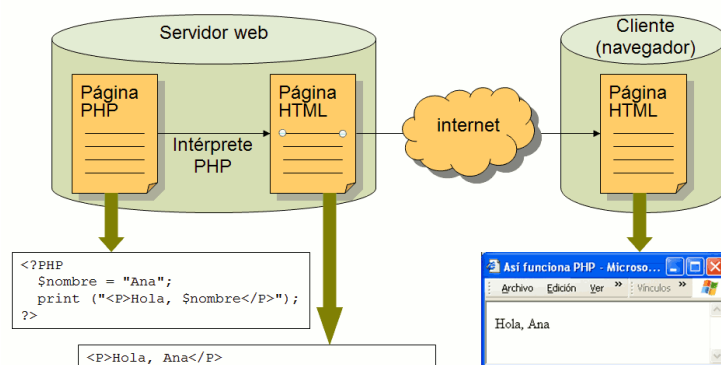 Servidor web
Cliente
(navegador)
Página
PHP
Intérprete
PHP
Página
HTML
internet
Página
HTML
<?PHP
$nombre = "Ana";
print ("<P>Hola, $nombre</P>");
?>
<P>Hola, Ana</P>
Así funciona PHP - Microso...
Archivo Edición Ver » Vínculos »
Hola, Ana